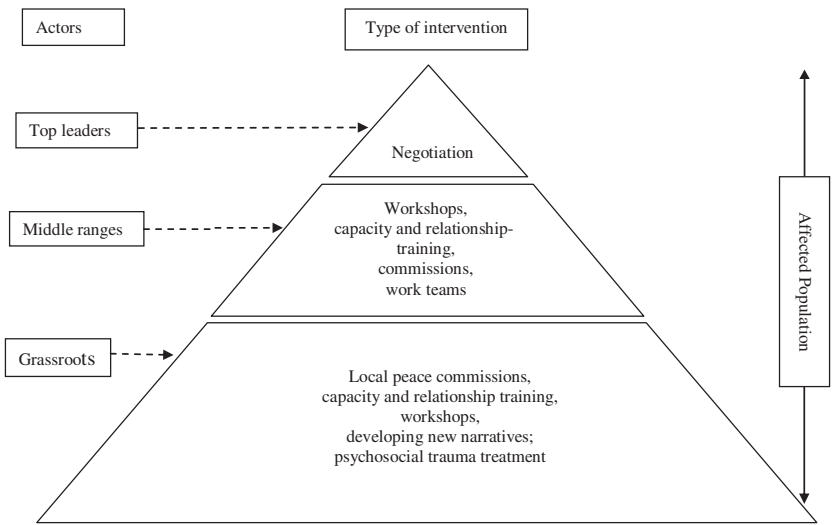 Actors
Type of intervention
Top leaders
Negotiation
Middle ranges
Workshops,
capacity and relationship-
training,
commissions,
work teams
Affected Population
Grassroots
Local peace commissions,
capacity and relationship training,
workshops,
developing new narratives;
psychosocial trauma treatment